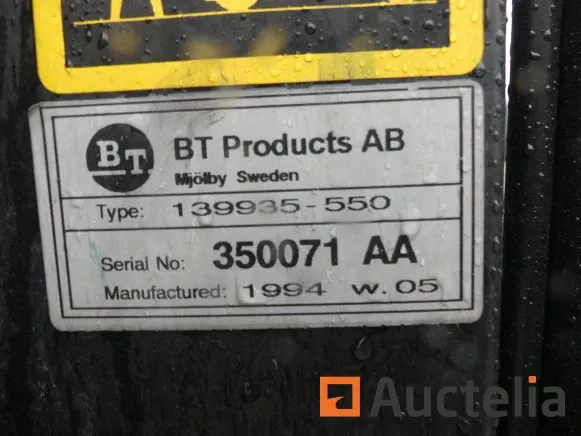 BT
BT Products AB
Mjölby Sweden
Type: 139935-550
Serial No: 350071 AA
Manufactured: 1994 w.05
Auctelia